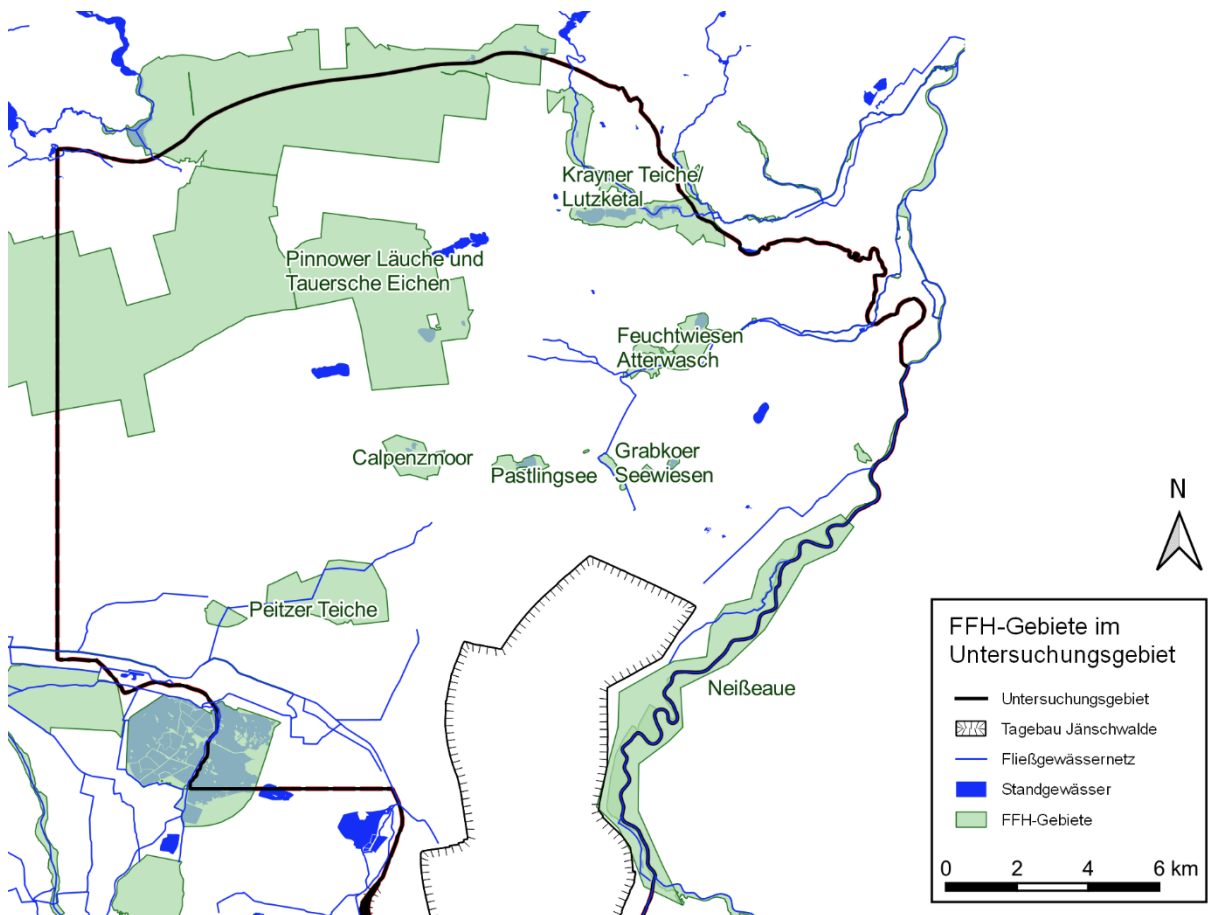 Krayner Teiche/
Lutzketal
Pinnower Läuche und
Tauersche Eichen
Feuchtwiesen
Atterwasch
Calpenzmoor
Pastlingsee
Grabkoer
Seewiesen
Peitzer Teiche
Neißeaue
N
FFH-Gebiete im
Untersuchungsgebiet
Untersuchungsgebiet
Tagebau Jänschwalde
Fließgewässernetz
Standgewässer
FFH-Gebiete
0 2 4 6 km